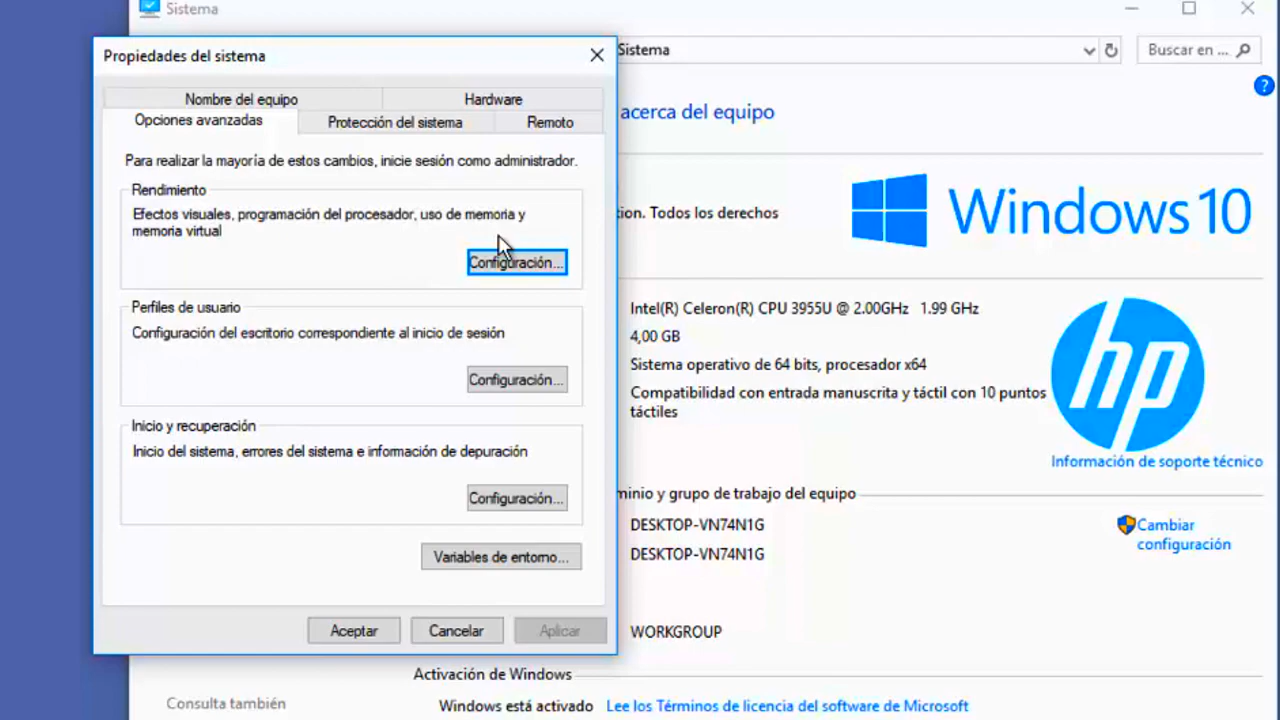 Sistema
Propiedades del sistema
Sistema
Buscar en ...
?
Nombre del equipo
Hardware
Opciones avanzadas
Protección del sistema
Remoto
acerca del equipo
Para realizar la mayoría de estos cambios, inicie sesión como administrador.
Rendimiento
Efectos visuales, programación del procesador, uso de memoria y
memoria virtual
Configuración...
Perfiles de usuario
Configuración del escritorio correspondiente al inicio de sesión
Configuración...
Inicio y recuperación
Inicio del sistema, errores del sistema e información de depuración
Configuración...
Variables de entorno...
Aceptar
Cancelar
Aplicar
tion. Todos los derechos
Windows 10
Intel(R) Celeron(R) CPU 3955U @ 2.00GHz 1.99 GHz
4,00 GB
Sistema operativo de 64 bits, procesador x64
Compatibilidad con entrada manuscrita y táctil con 10 puntos
táctiles
hp
Información de soporte técnico
minio y grupo de trabajo del equipo
DESKTOP-VN74N1G
DESKTOP-VN74N1G
Cambiar
configuración
WORKGROUP
Activación de Windows
Consulta también
Windows está activado Lee los Términos de licencia del software de Microsoft